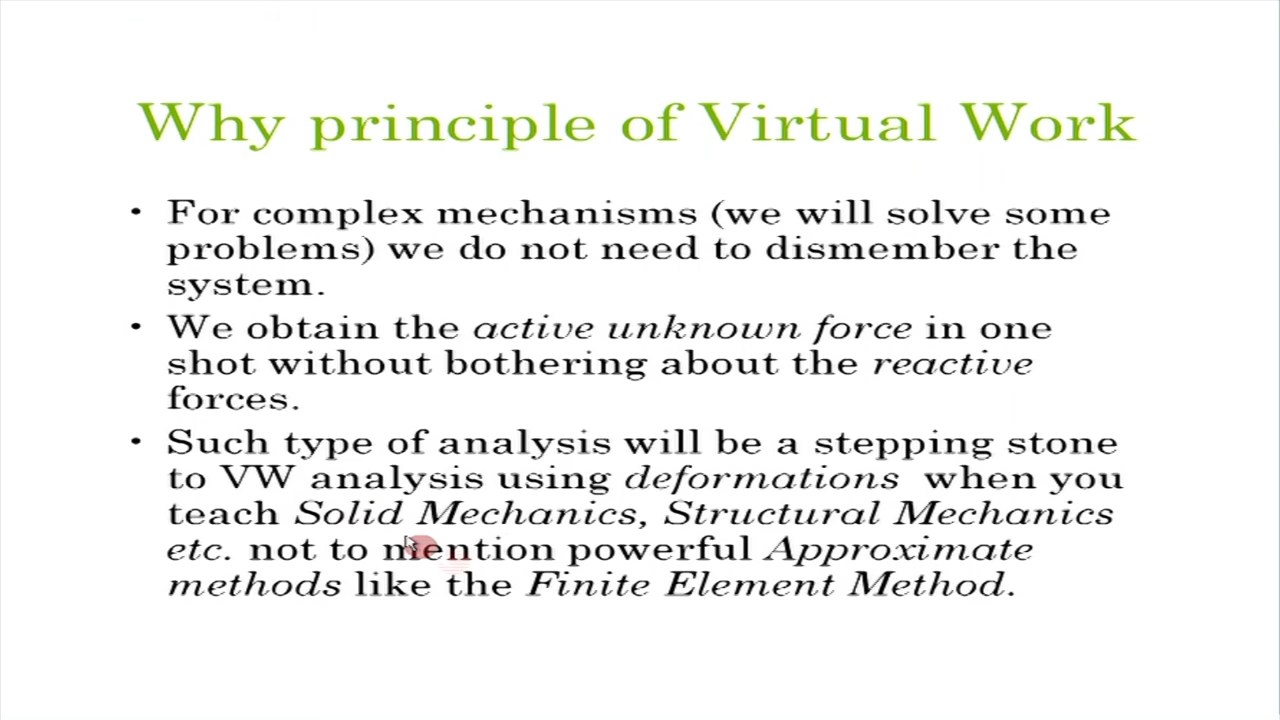 Why principle of Virtual Work
• For complex mechanisms (we will solve some
problems) we do not need to dismember the
system.
• We obtain the active unknown force in one
shot without bothering about the reactive
forces.
• Such type of analysis will be a stepping stone
to VW analysis using deformations when you
teach Solid Mechanics, Structural Mechanics
etc. not to mention powerful Approximate
methods like the Finite Element Method.